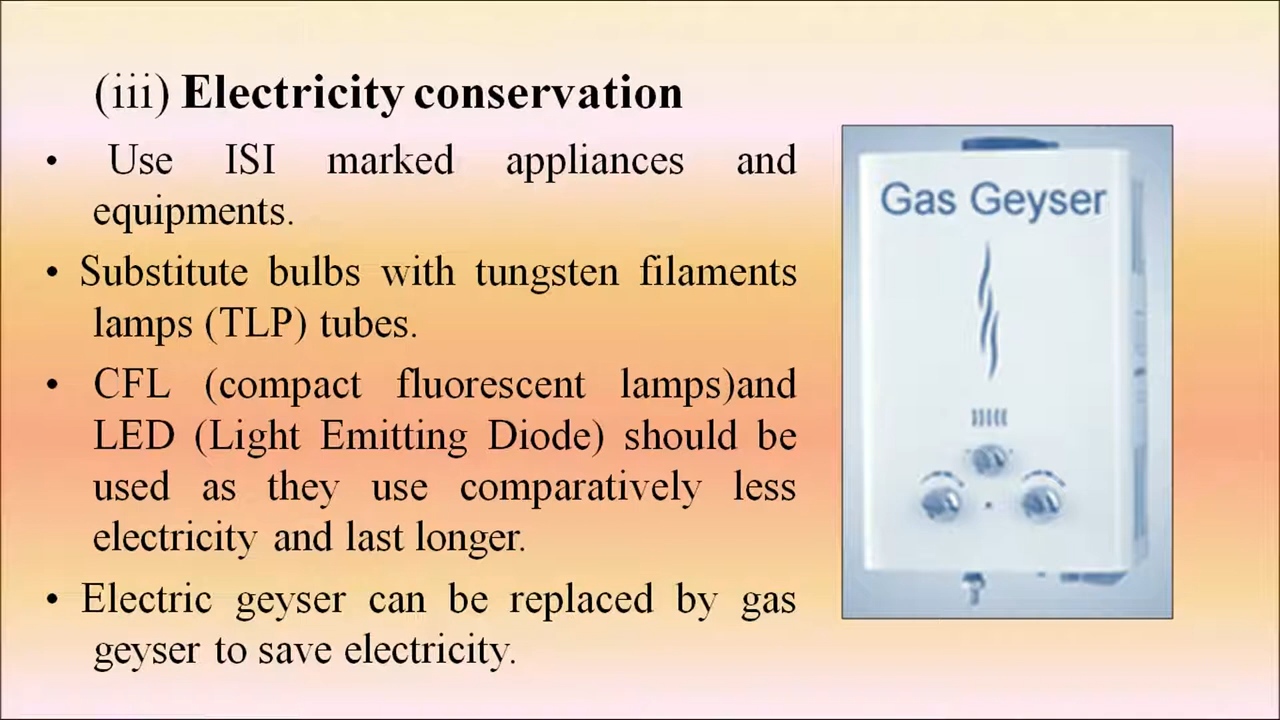 (iii) Electricity conservation
• Use ISI marked appliances and
equipments.
• Substitute bulbs with tungsten filaments
lamps (TLP) tubes.
• CFL (compact fluorescent lamps)and
LED (Light Emitting Diode) should be
used as they use comparatively less
electricity and last longer.
• Electric geyser can be replaced by gas
geyser to save electricity.
Gas Geyser